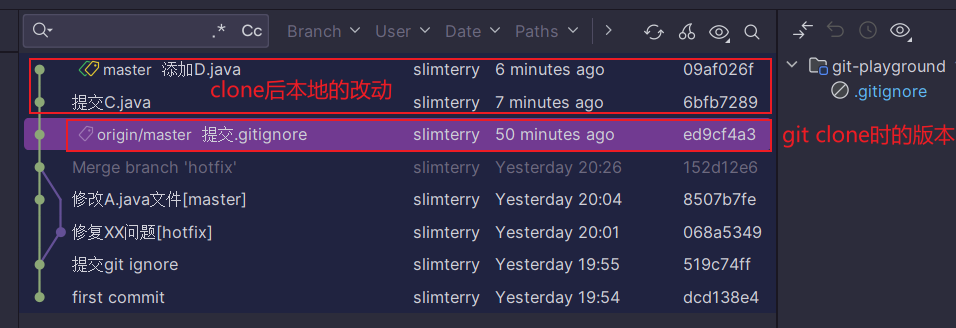 .* Cc Branch User Date Paths
master 添加D.java slimterry 6 minutes ago 09af026f
clone后本地的改动
提交C.java slimterry 7 minutes ago 6bfb7289
origin/master 提交.gitignore slimterry 50 minutes ago ed9cf4a3
git clone时的版本
Merge branch 'hotfix' slimterry Yesterday 20:26 152d12e6
修改A.java文件[master] slimterry Yesterday 20:04 8507b7fe
修复XX问题[hotfix] slimterry Yesterday 20:01 068a5349
提交git ignore slimterry Yesterday 19:55 519c74ff
first commit slimterry Yesterday 19:54 dcd138e4
git-playground
.gitignore